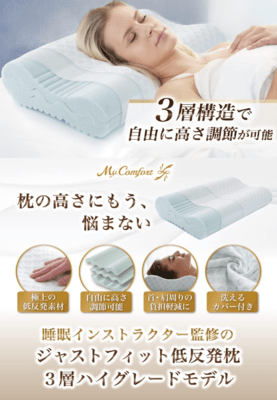 3層構造で
自由に高さ調節が可能
My Comfort
枕の高さにもう、
悩まない
極上の
低反発素材
自由に高さ
調節可能
首・肩周りの
負担軽減に
洗える
カバー付き
睡眠インストラクター監修の
ジャストフィット低反発枕
3層ハイグレードモデル